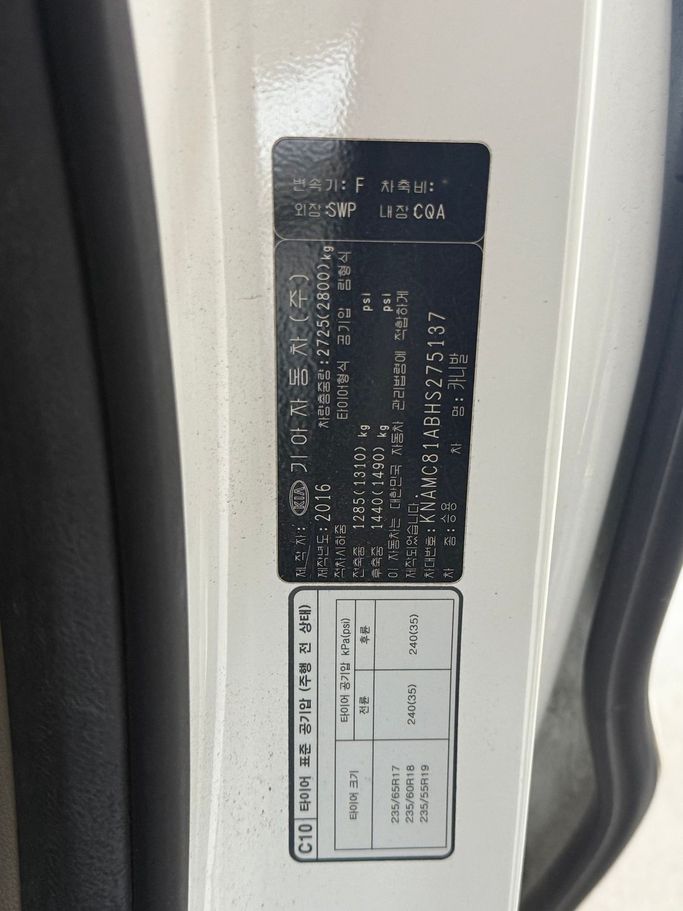 변속기: F 차축비:
외장:SWP 내장 CQA
제작자: KIA 기아자동차(주)
제작년도:2016 차량총중량:2725(2800)kg
적차시하중 타이어형식 공기압 림형식
전축중 1285(1310)kg psi
후축중 1440(1490)kg psi
이 자동차는 대한민국 자동차 관리법령에 적합하게
제작되었습니다.
차대번호:KNAMC81ABHS275137
차 종:승용 차 명:카니발
C10 타이어 표준 공기압 (주행 전 상태)
타이어 크기 타이어 공기압 kPa(psi)
전륜 후륜
235/65R17
235/60R18 240(35) 240(35)
235/55R19